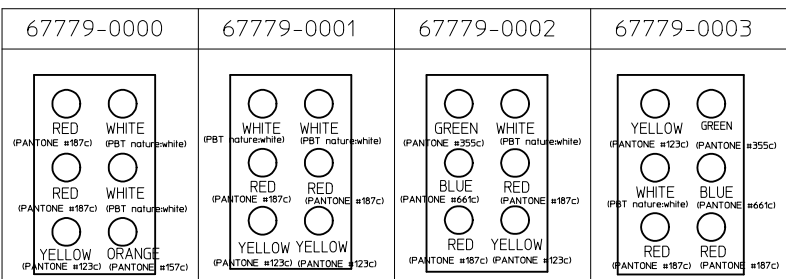 67779-0000 67779-0001 67779-0002 67779-0003
RED WHITE
(PANTONE #187c) (PBT nature:white)
RED WHITE
(PANTONE #187c) (PBT nature:white)
YELLOW ORANGE
(PANTONE #123c) (PANTONE #157c)
WHITE WHITE
(PBT nature:white) (PBT nature:white)
RED RED
(PANTONE #187c) (PANTONE #187c)
YELLOW YELLOW
(PANTONE #123c) (PANTONE #123c)
GREEN WHITE
(PANTONE #355c) (PBT nature:white)
BLUE RED
(PANTONE #661c) (PANTONE #187c)
RED YELLOW
(PANTONE #187c) (PANTONE #123c)
YELLOW GREEN
(PANTONE #123c) (PANTONE #355c)
WHITE BLUE
(PBT nature:white) (PANTONE #661c)
RED RED
(PANTONE #187c) (PANTONE #187c)